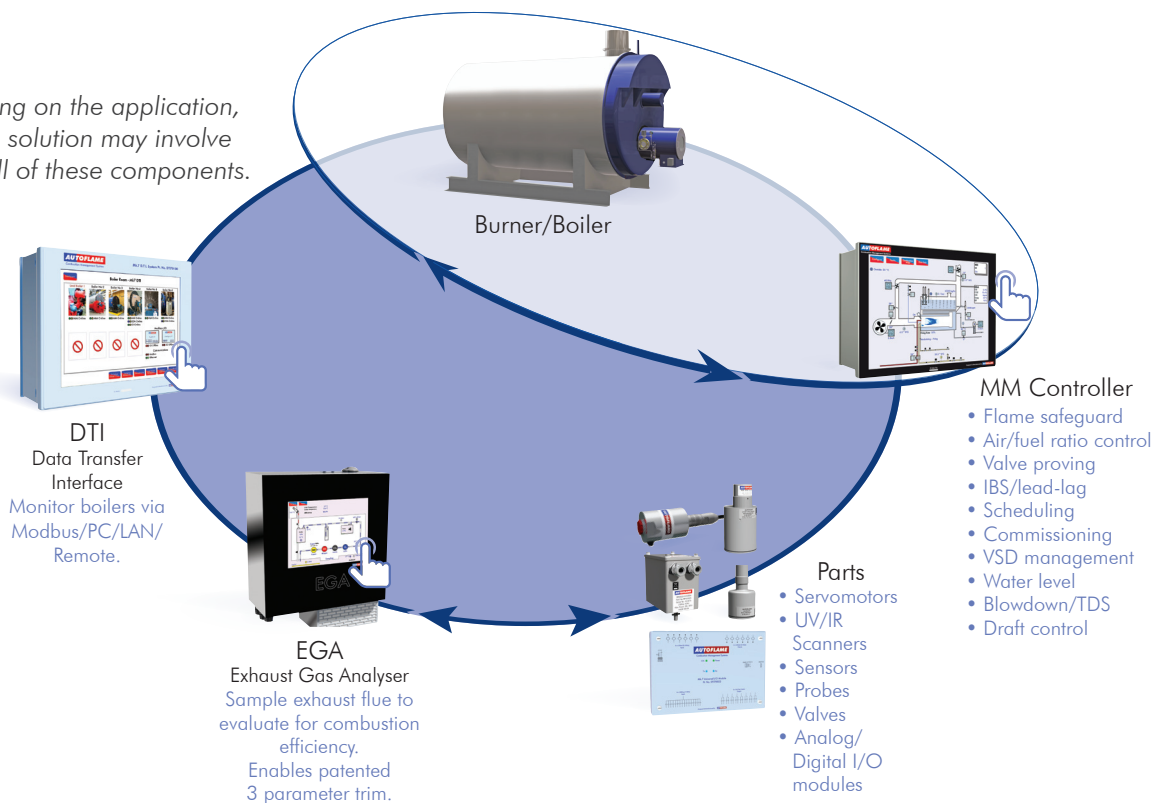 ng on the application,
solution may involve
ll of these components.
Burner/Boiler
AUTOFLAME
Boiler Room
DTI
Data Transfer
Interface
Monitor boilers via
Modbus/PC/LAN/
Remote.
AUTOFLAME
MM Controller
• Flame safeguard
• Air/fuel ratio control
• Valve proving
• IBS/lead-lag
• Scheduling
• Commissioning
• VSD management
• Water level
• Blowdown/TDS
• Draft control
EGA
EGA
Exhaust Gas Analyser
Sample exhaust flue to
evaluate for combustion
efficiency.
Enables patented
3 parameter trim.
AUTOFLAME
Parts
• Servomotors
• UV/IR
Scanners
• Sensors
• Probes
• Valves
• Analog/
Digital I/O
modules